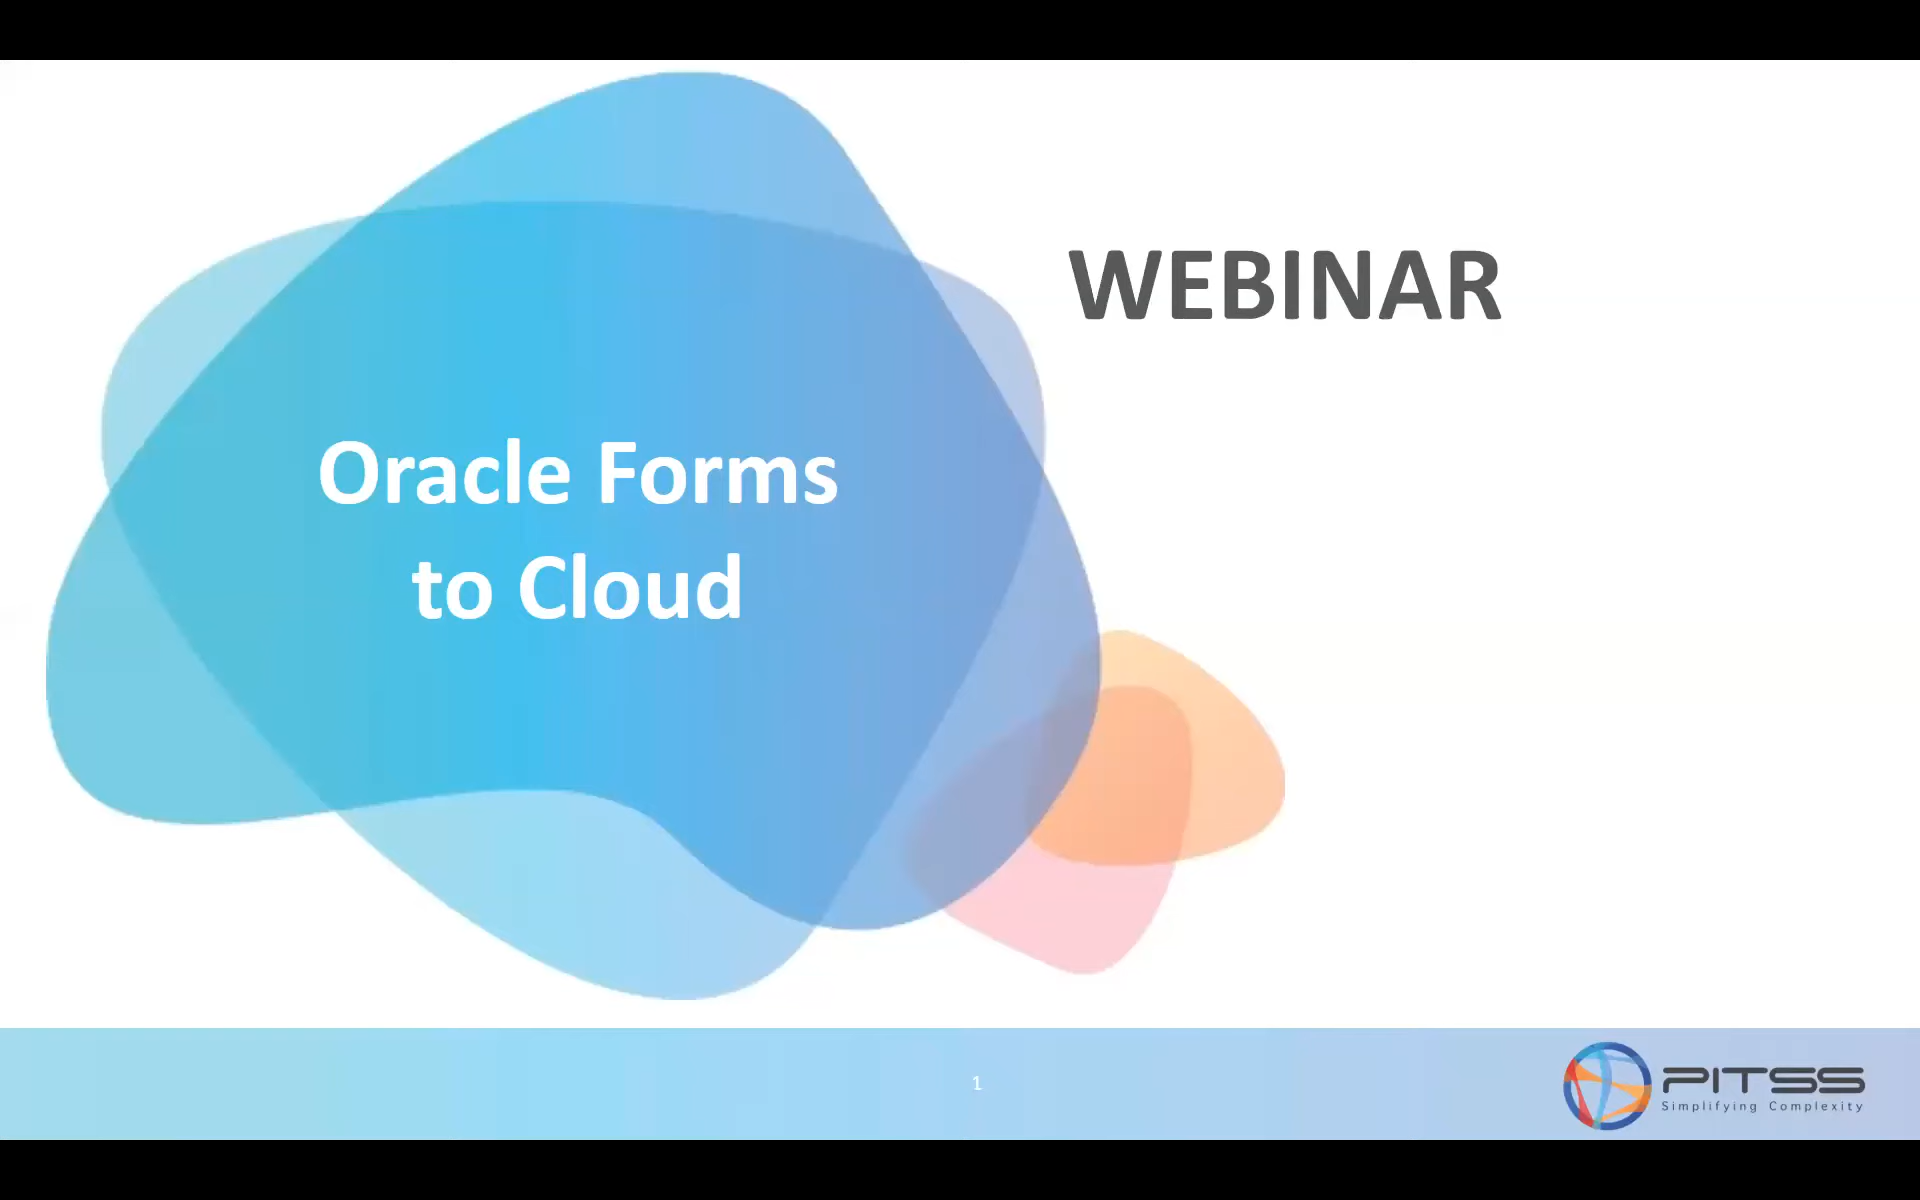 WEBINAR
Oracle Forms
to Cloud
1
PITSS
Simplifying Complexity